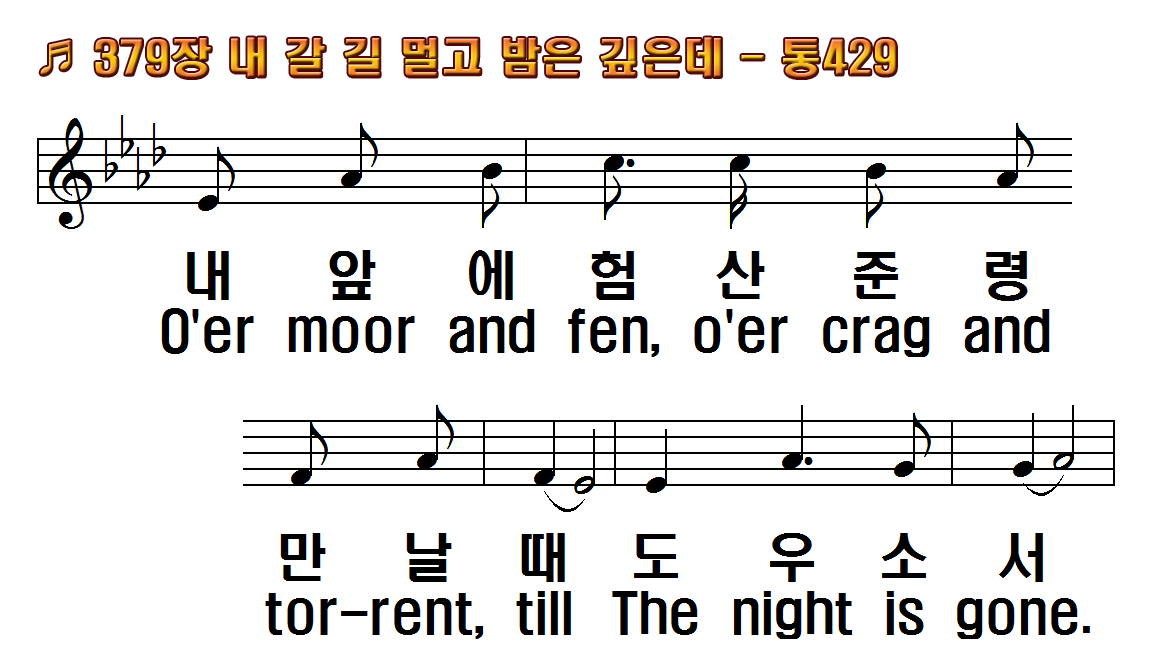 ♬ 379장 내 갈 길 멀고 밤은 깊은데 - 통429
내 앞 에 험 산 준 령
O'er moor and fen, o'er crag and
만 날 때 도 우 소 서
tor-rent, till The night is gone.